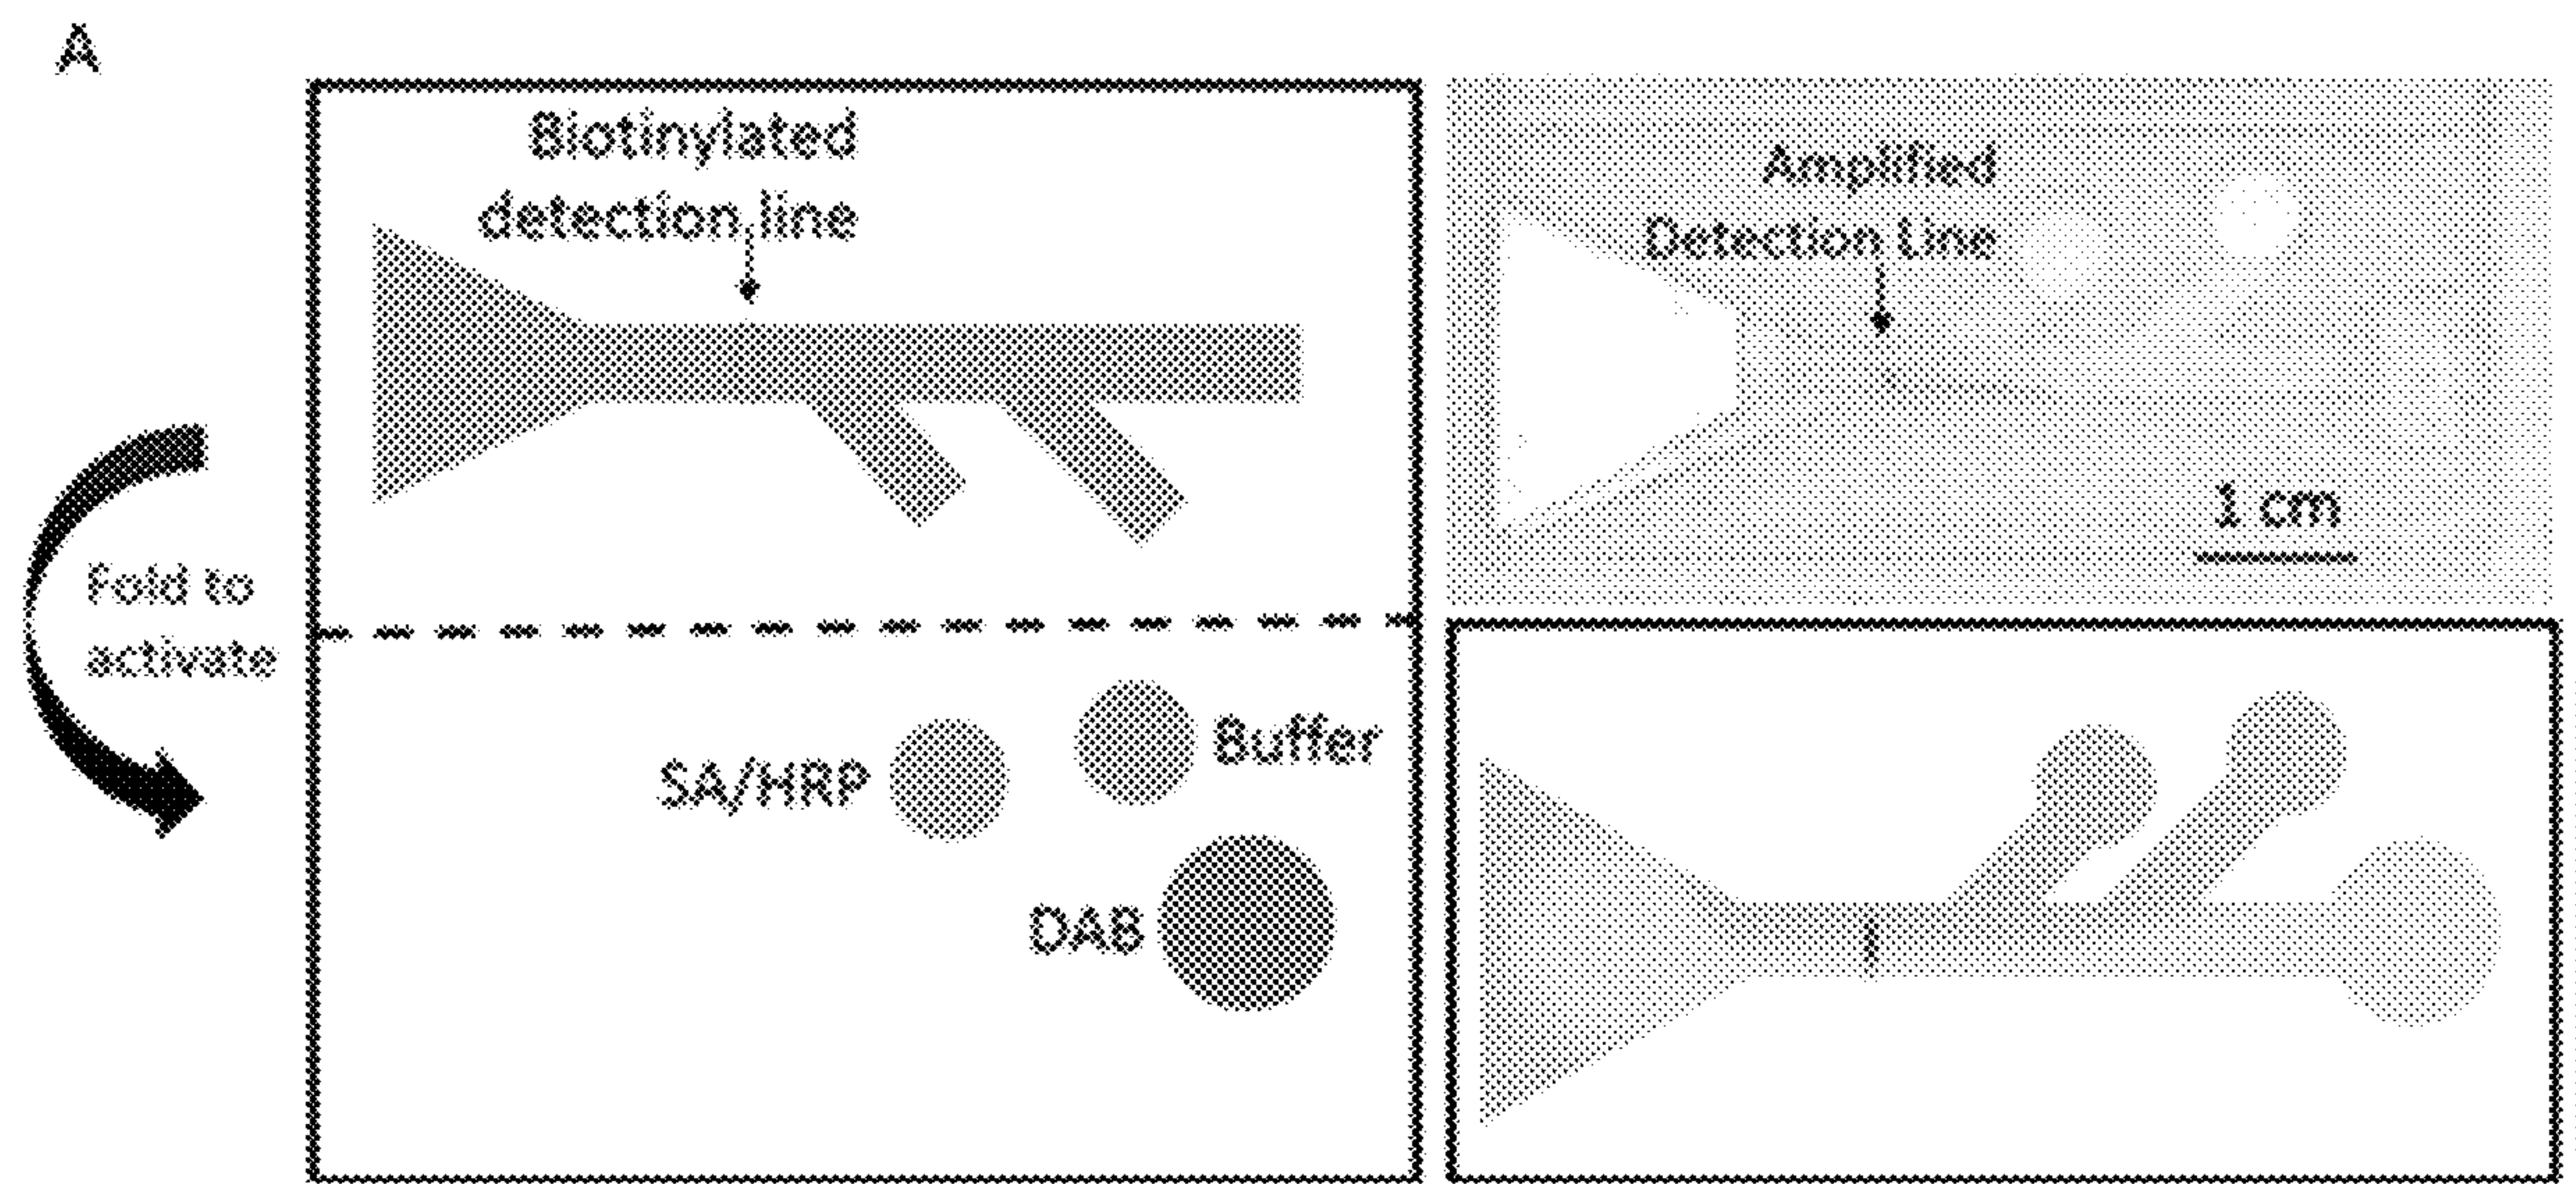 A
Biotinylated
detection line
Amplified
Detection Line
1 cm
Fold to
activate
SA/HRP
Buffer
DAB